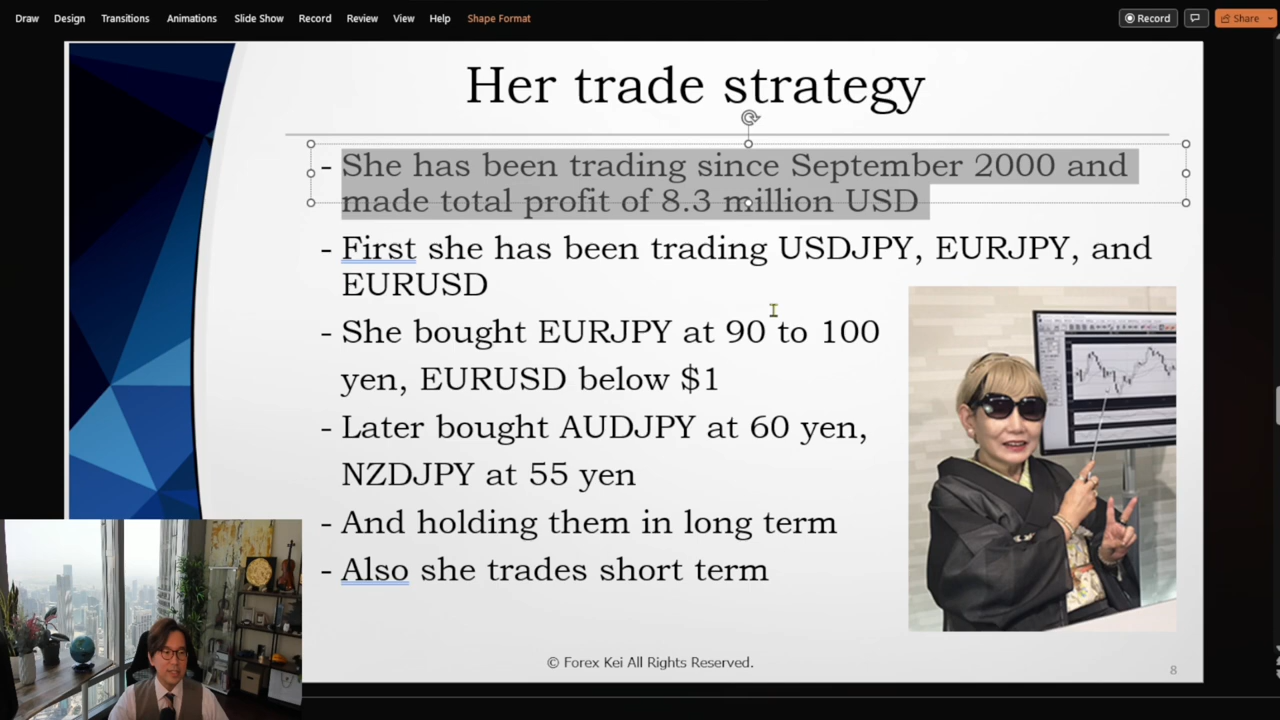 Draw Design Transitions Animations Slide Show Record Review View Help Shape Format Record Share
Her trade strategy
- She has been trading since September 2000 and
made total profit of 8.3 million USD
- First she has been trading USDJPY, EURJPY, and
EURUSD
- She bought EURJPY at 90 to 100
yen, EURUSD below $1
- Later bought AUDJPY at 60 yen,
NZDJPY at 55 yen
- And holding them in long term
- Also she trades short term
© Forex Kei All Rights Reserved.
8